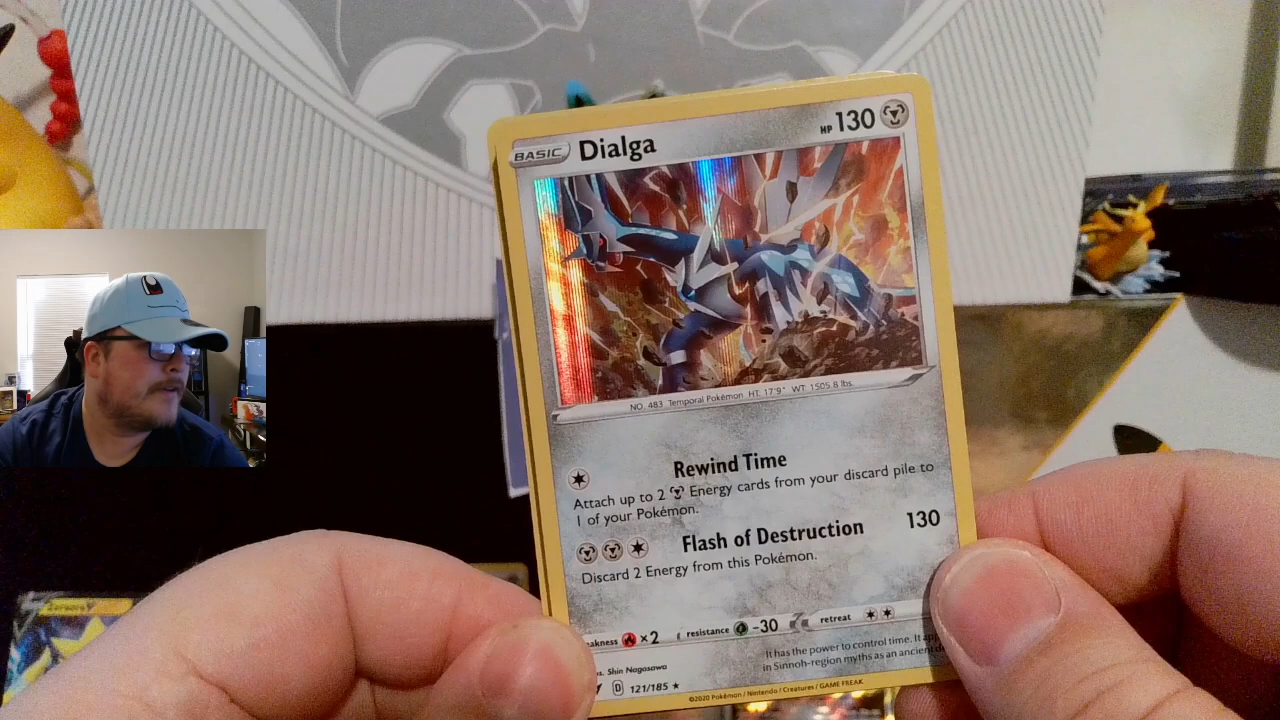 BASIC Dialga HP 130
NO. 483 Temporal Pokémon HT: 17'9" WT: 1505.8 lbs.
Rewind Time
Attach up to 2 Energy cards from your discard pile to
1 of your Pokémon.
Flash of Destruction 130
Discard 2 Energy from this Pokémon.
×2 resistance -30 retreat
It has the power to control time. It
in Sinnoh-region myths as an ancient
Shin Nagasawa
D 121/185 ★
©2020 Pokémon / Nintendo / Creatures / GAME FREAK